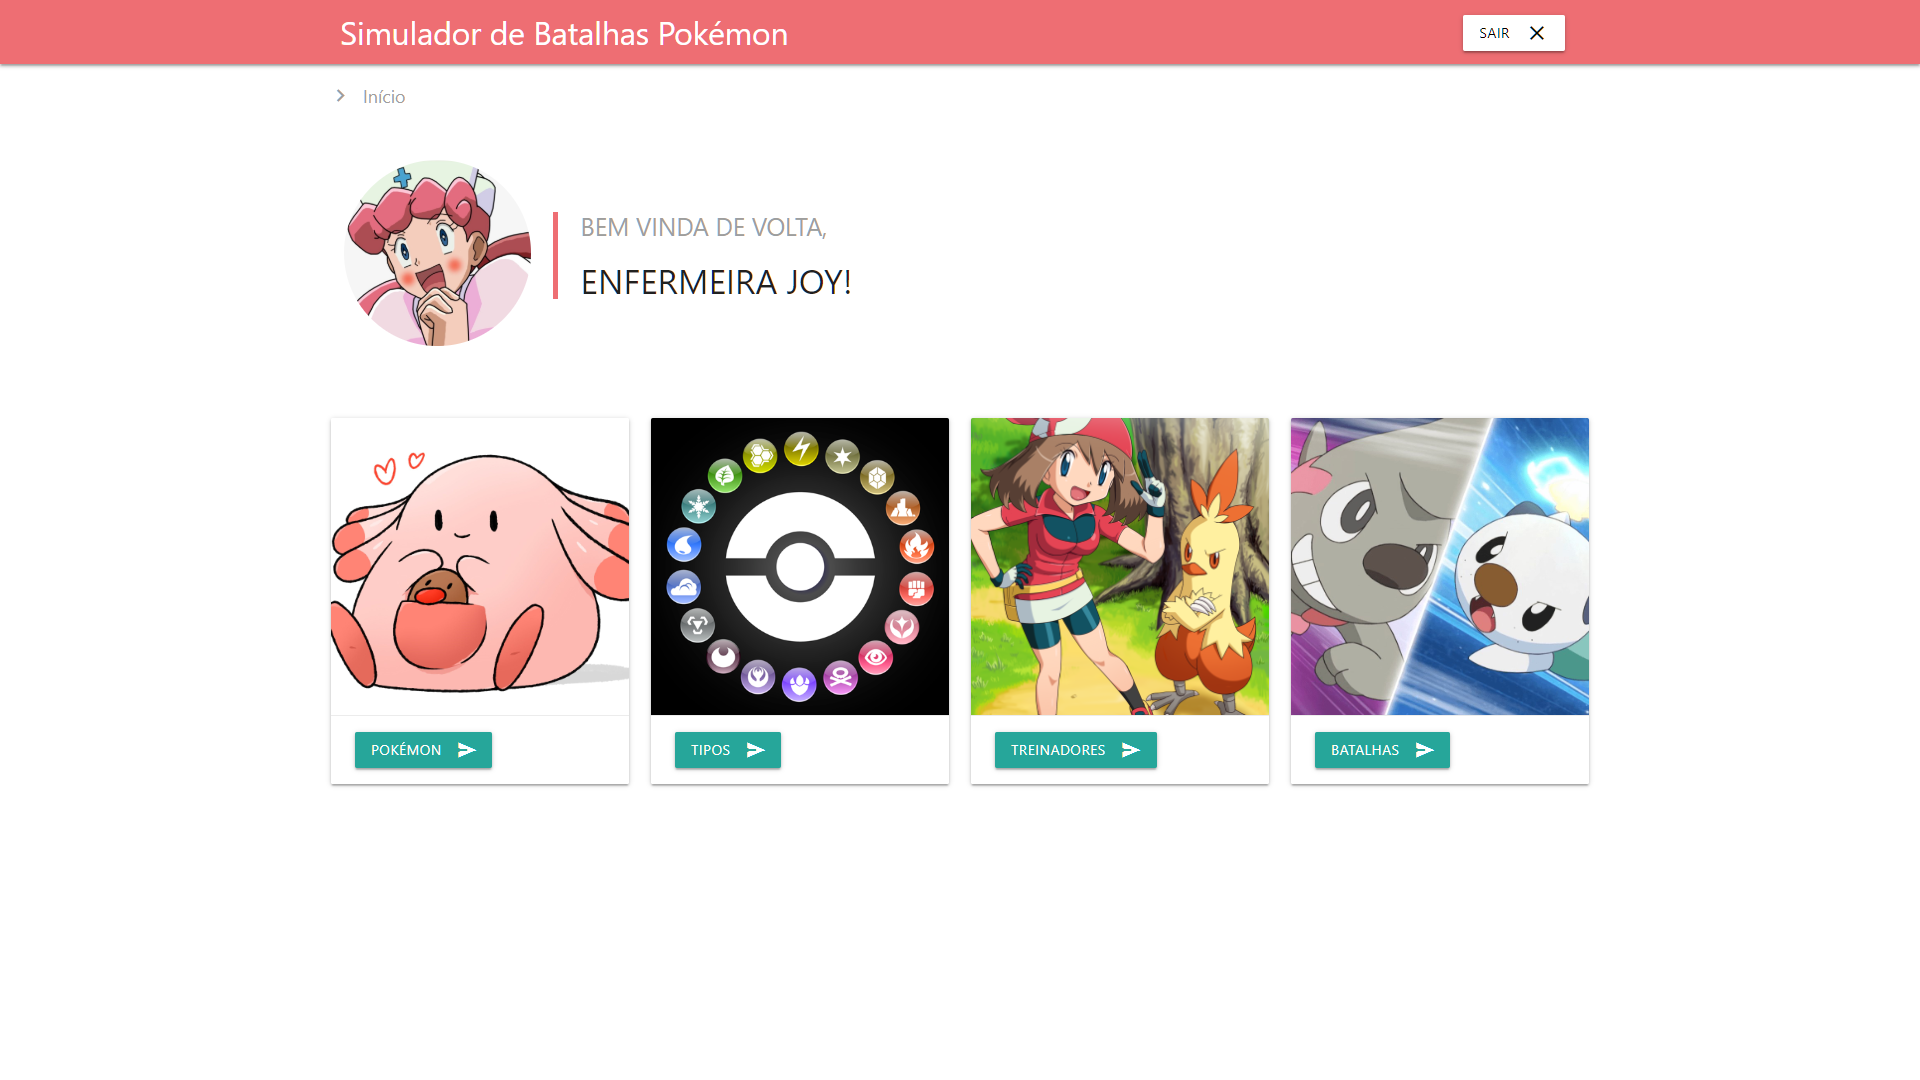 Simulador de Batalhas Pokémon
SAIR
Início
BEM VINDA DE VOLTA,
ENFERMEIRA JOY!
POKÉMON
TIPOS
TREINADORES
BATALHAS